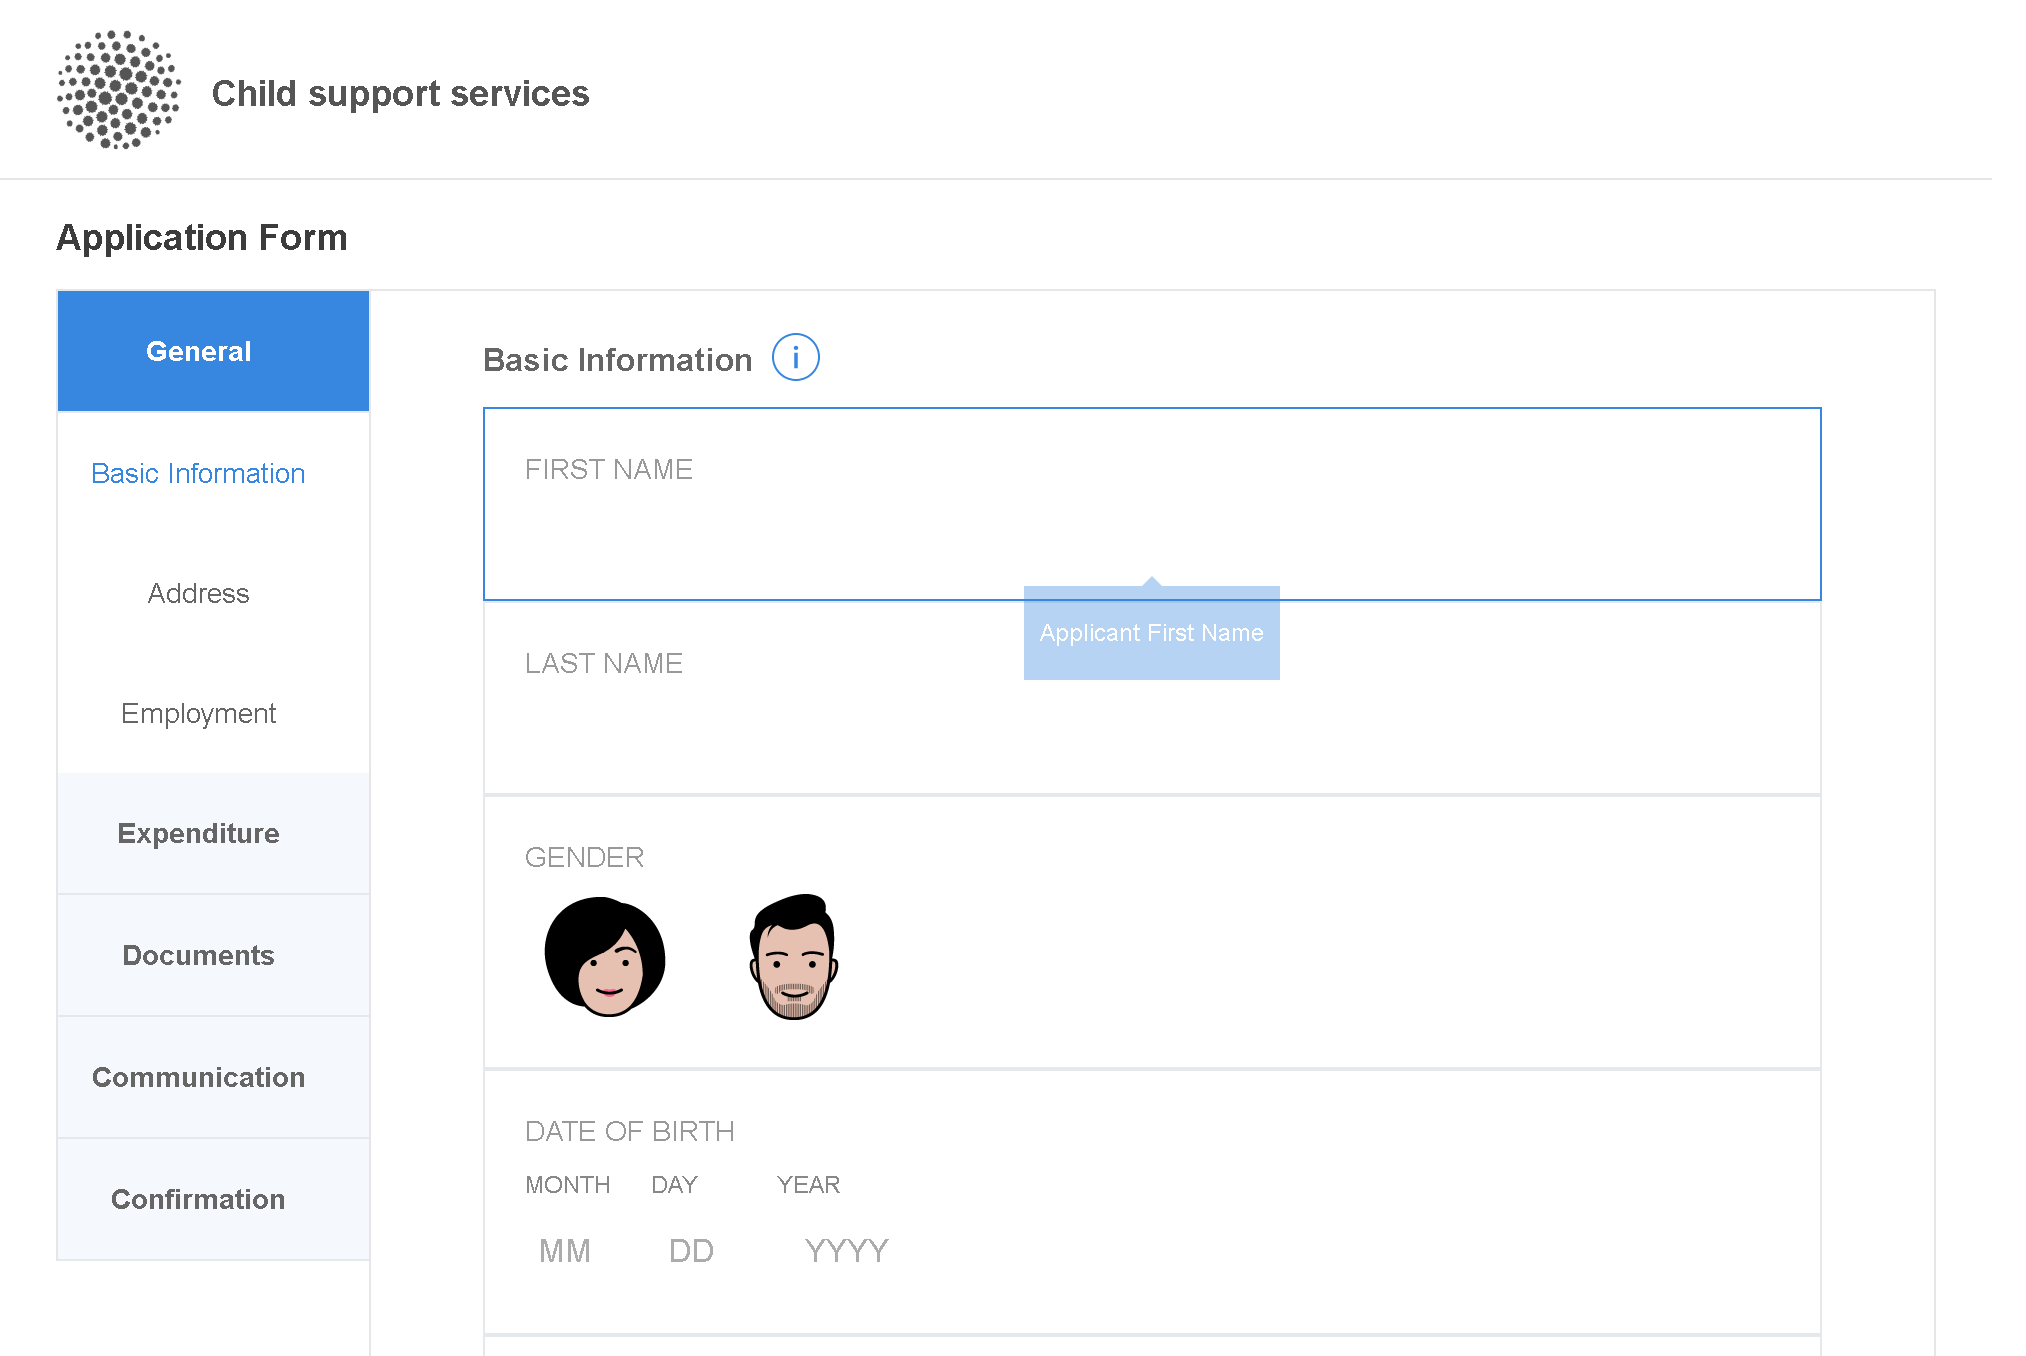 Child support services
Application Form
General
Basic Information
Address
Employment
Expenditure
Documents
Communication
Confirmation
Basic Information i
FIRST NAME
Applicant First Name
LAST NAME
GENDER
DATE OF BIRTH
MONTH DAY YEAR
MM DD YYYY